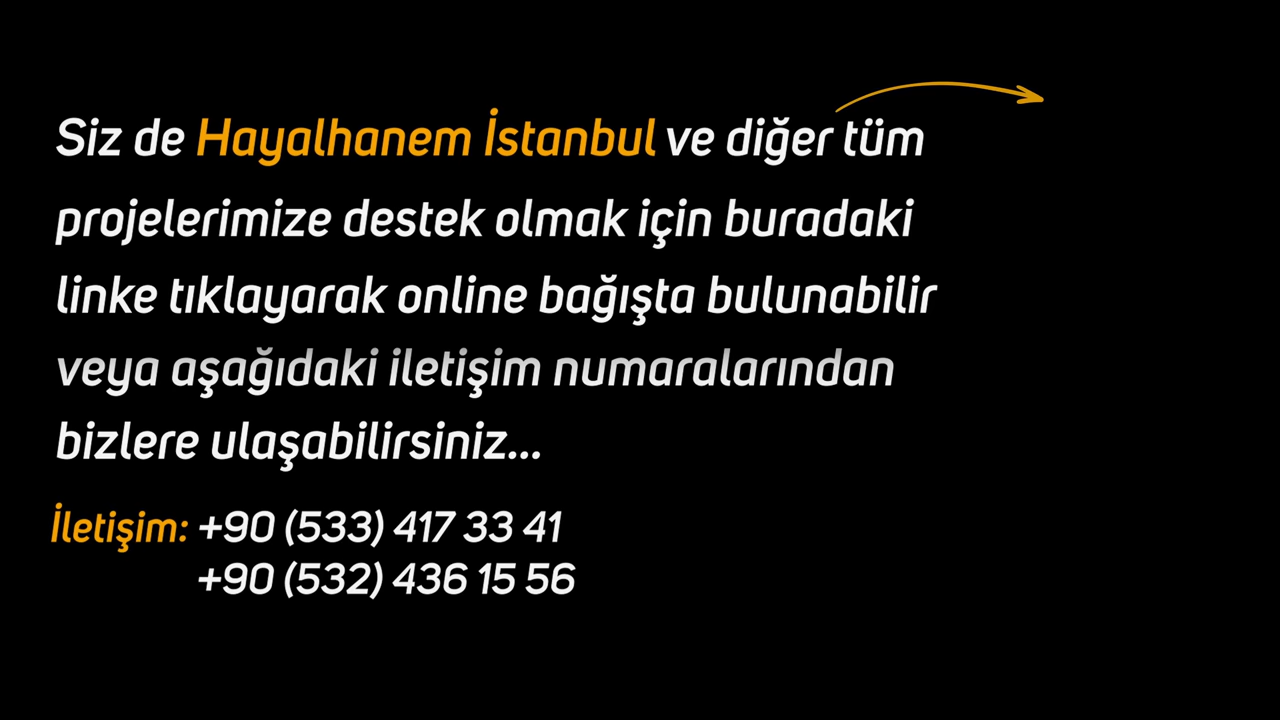 Siz de Hayalhanem İstanbul ve diğer tüm
projelerimize destek olmak için buradaki
linke tıklayarak online bağışta bulunabilir
veya aşağıdaki iletişim numaralarından
bizlere ulaşabilirsiniz...
İletişim: +90 (533) 417 33 41
+90 (532) 436 15 56